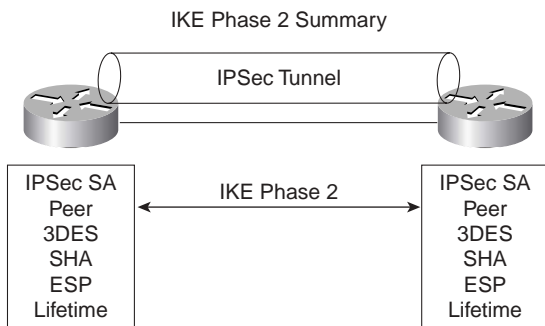 IKE Phase 2 Summary
IPSec Tunnel
IPSec SA
Peer
3DES
SHA
ESP
Lifetime
IKE Phase 2
IPSec SA
Peer
3DES
SHA
ESP
Lifetime